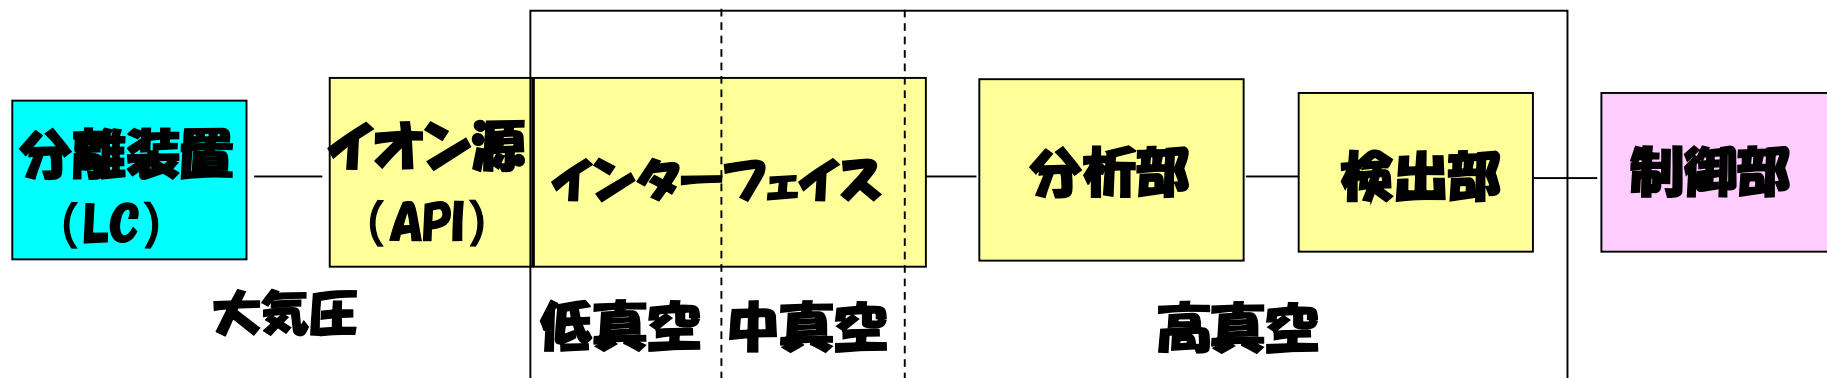 分離装置
（LC）
イオン源
（API）
インターフェイス
分析部
検出部
制御部
大気圧
低真空
中真空
高真空